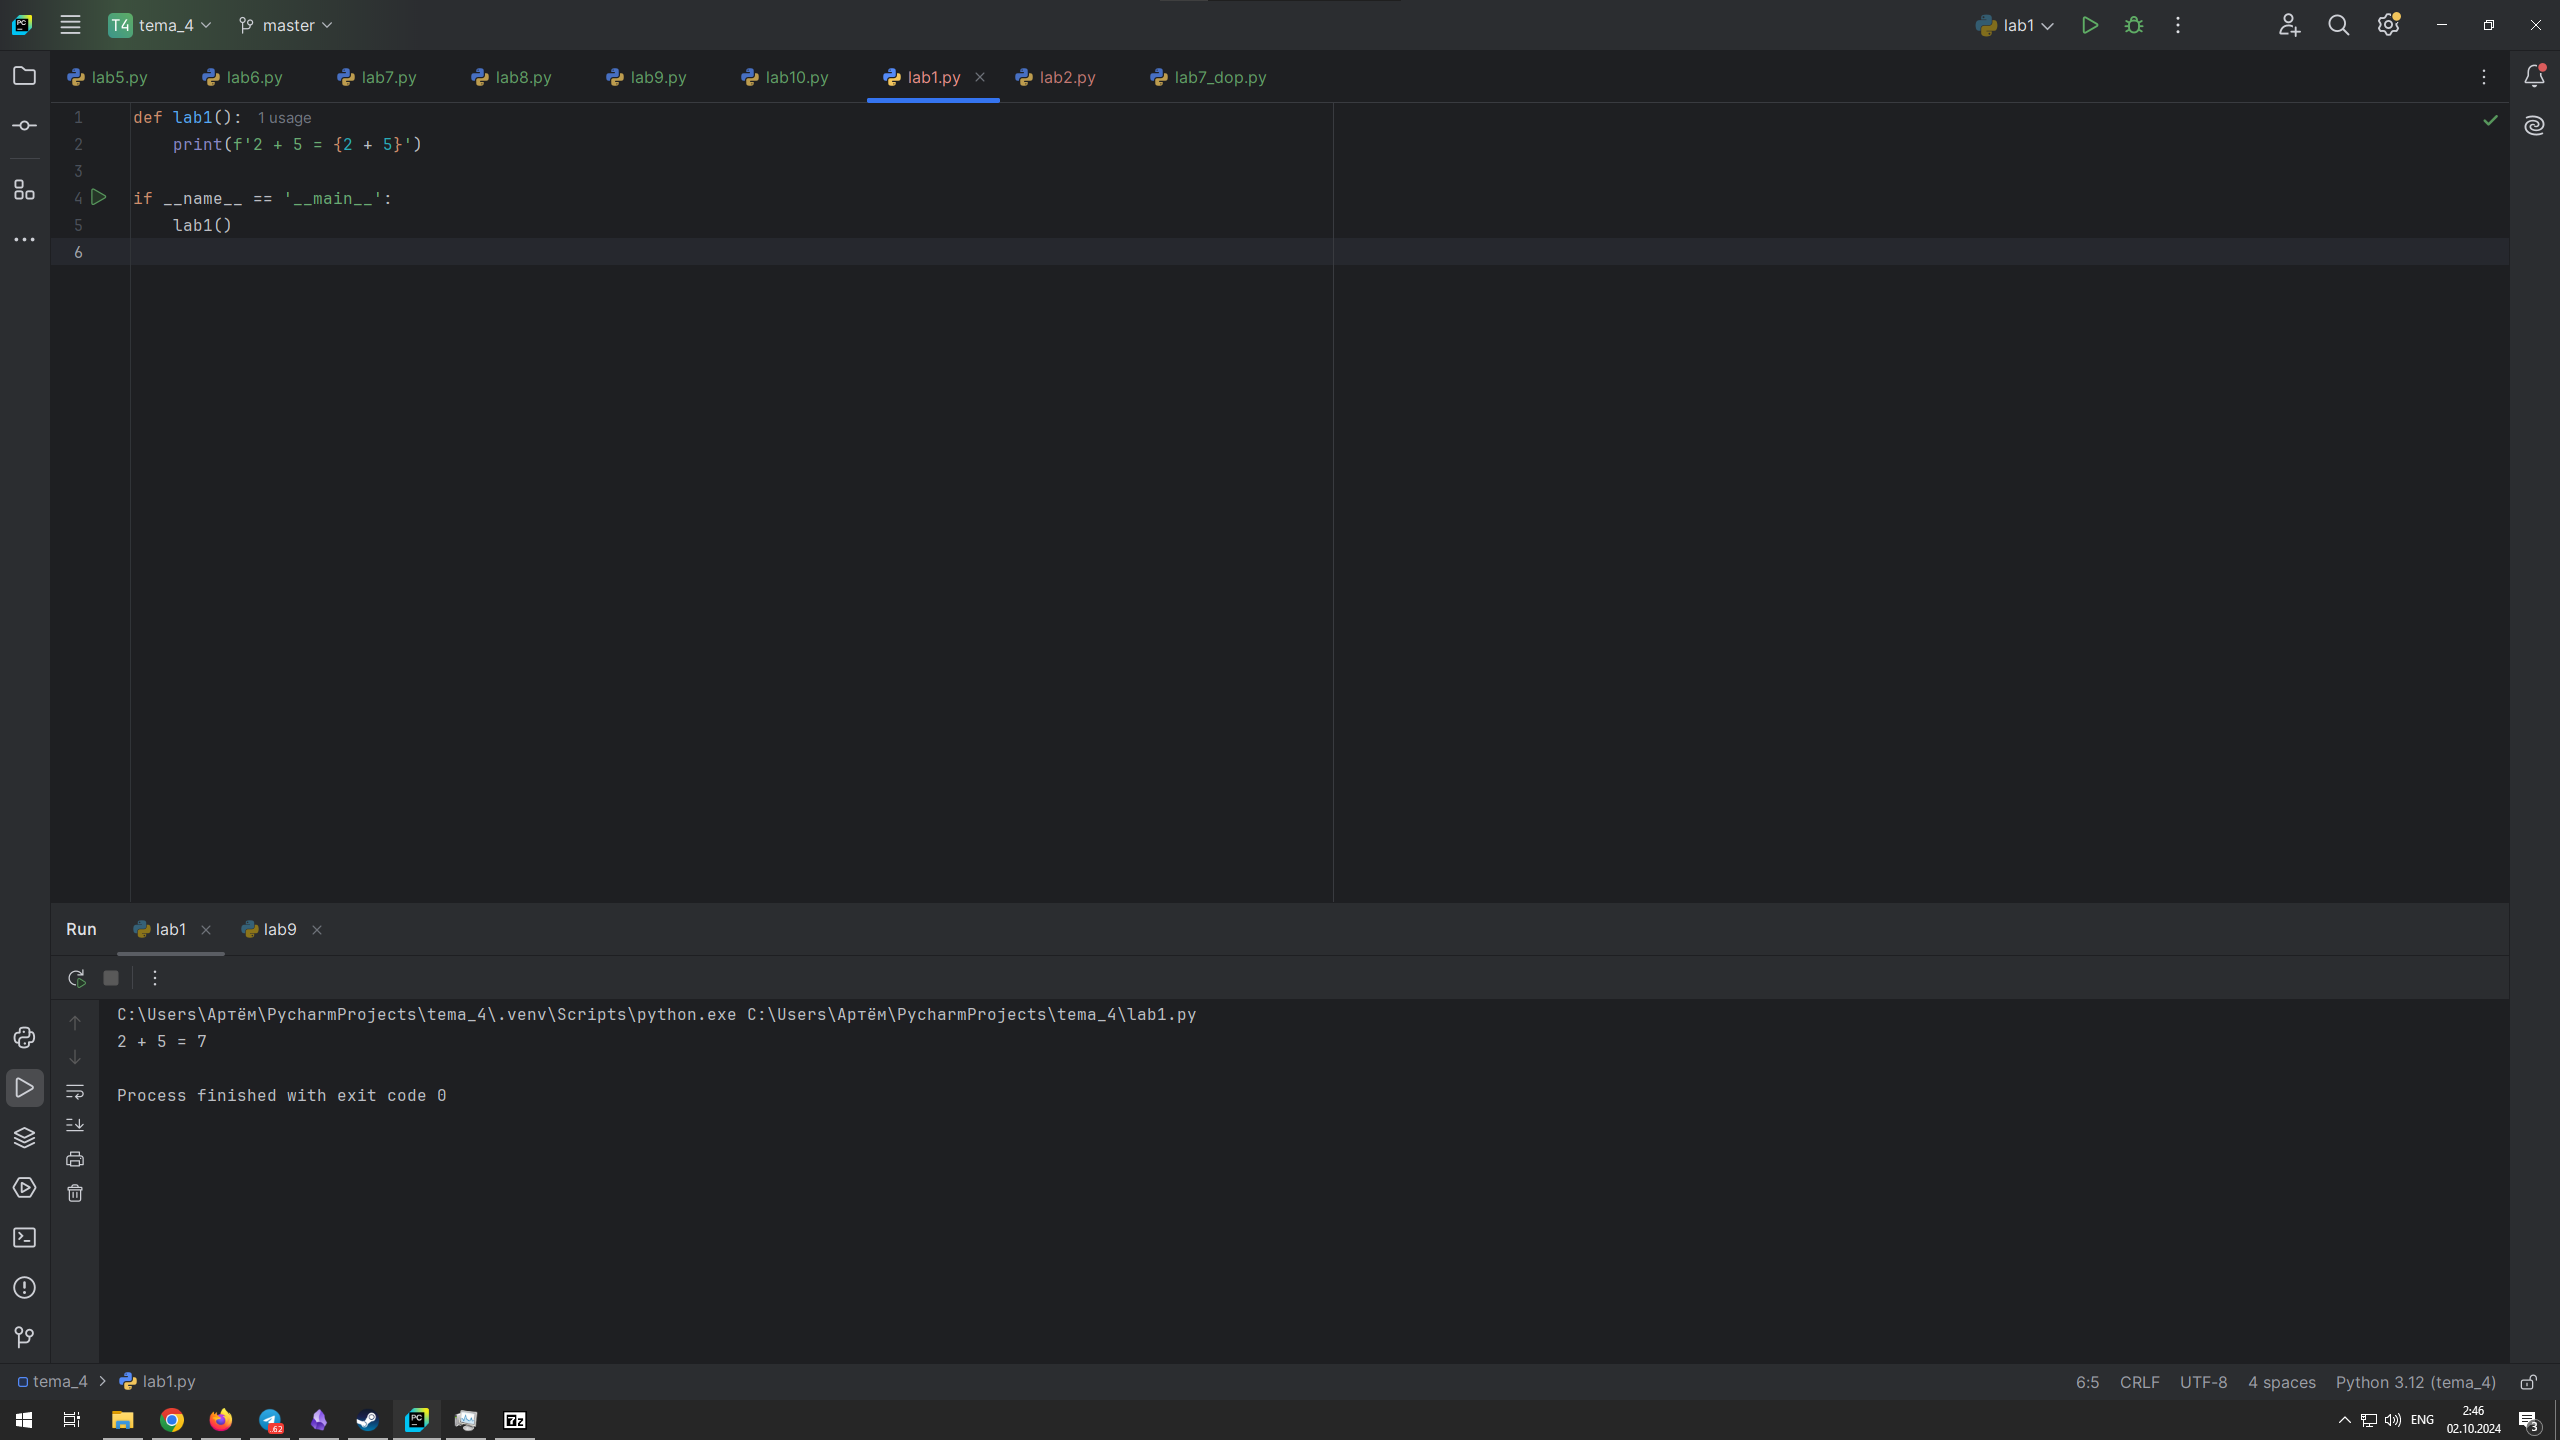 PC
T4 tema_4 master
lab1
lab5.py lab6.py lab7.py lab8.py lab9.py lab10.py lab1.py lab2.py lab7_dop.py
1 def lab1(): 1 usage
2 print(f'2 + 5 = {2 + 5}')
3
4 if __name__ == '__main__':
5 lab1()
6
Run lab1 lab9
C:\Users\Артём\PycharmProjects\tema_4\.venv\Scripts\python.exe C:\Users\Артём\PycharmProjects\tema_4\lab1.py
2 + 5 = 7
Process finished with exit code 0
tema_4 lab1.py
6:5 CRLF UTF-8 4 spaces Python 3.12 (tema_4)
.62 PC 7z
ENG
2:46
02.10.2024
3